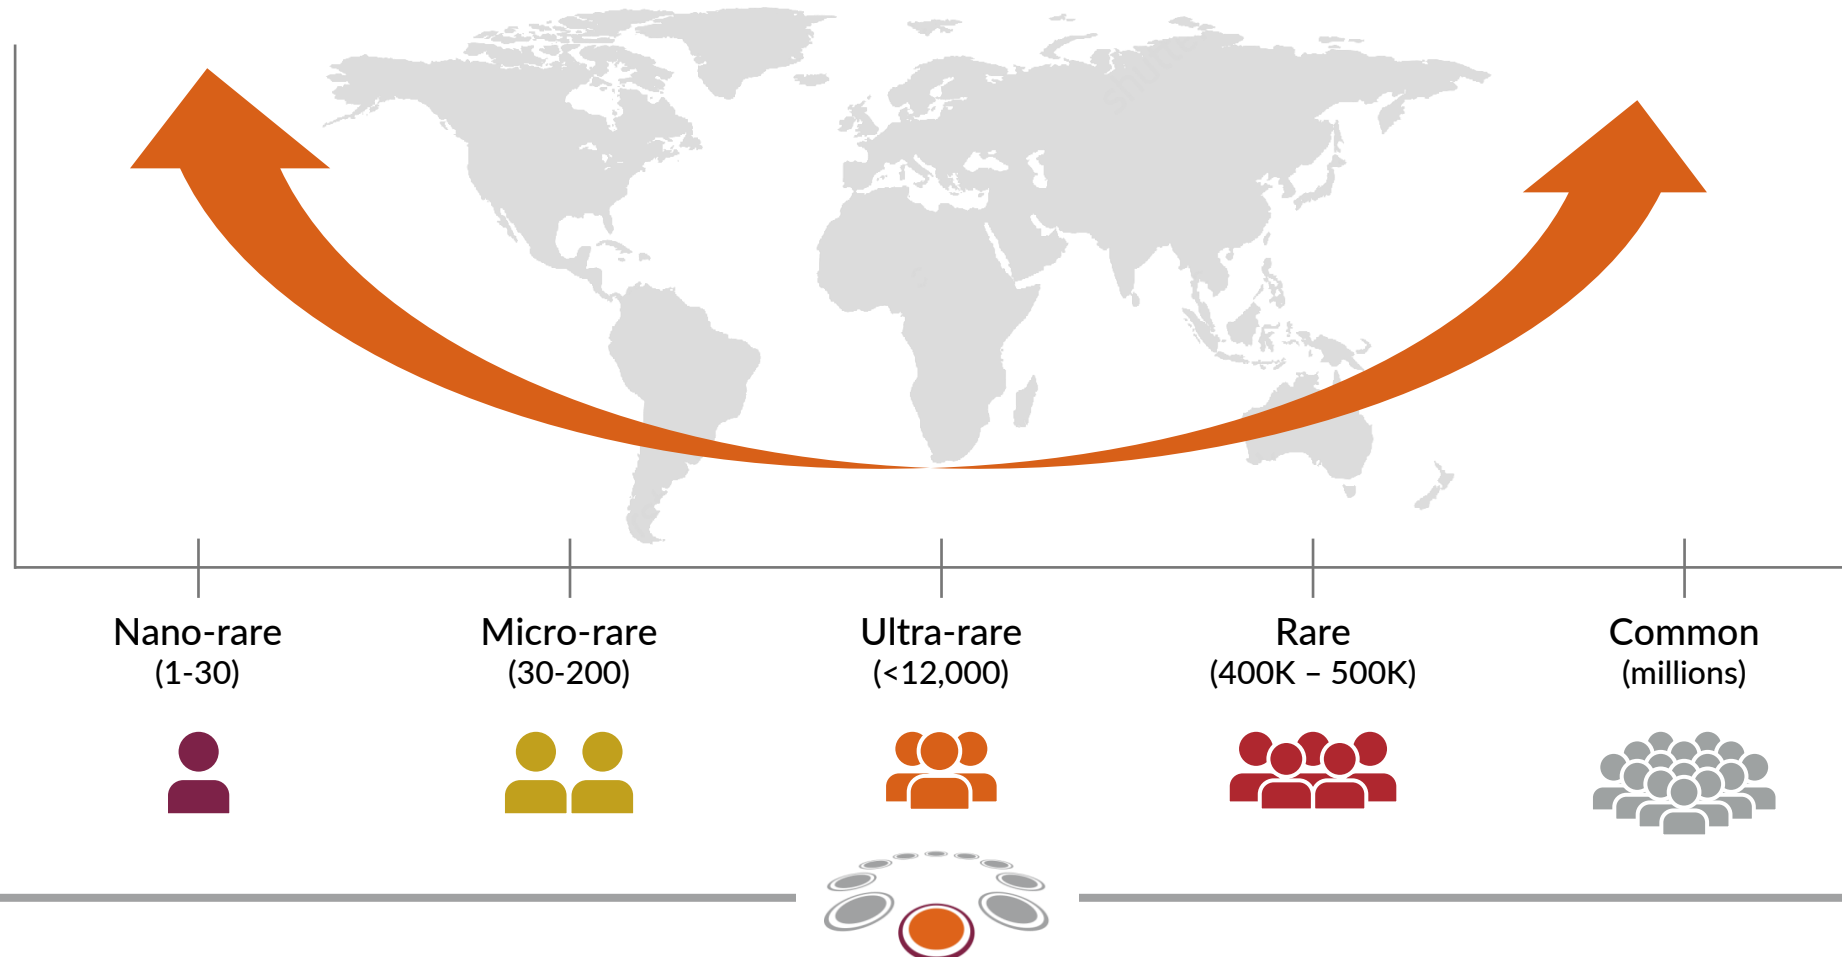 Nano-rare
(1-30)
Micro-rare
(30-200)
Ultra-rare
(<12,000)
Rare
(400K – 500K)
Common
(millions)